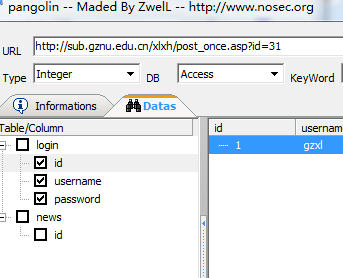 pangolin -- Maded By ZwelL -- http://www.nosec.org
URL http://sub.gznu.edu.cn/xlxh/post_once.asp?id=31
Type Integer DB Access KeyWord
Informations Datas
Table/Column
login
id
username
password
news
id
id username
1 gzxl